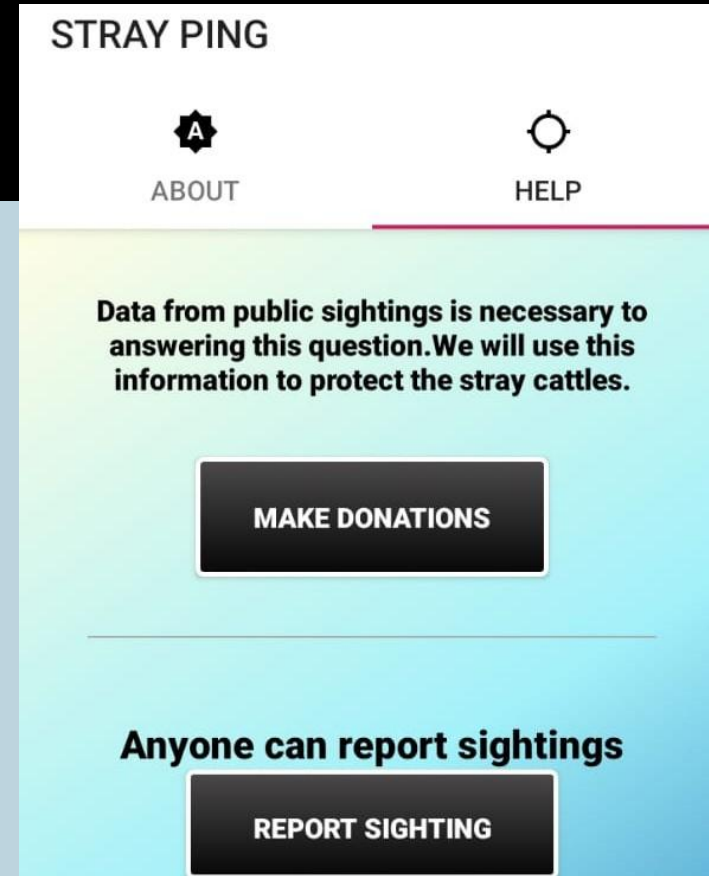 STRAY PING
A
ABOUT
HELP
Data from public sightings is necessary to
answering this question.We will use this
information to protect the stray cattles.
MAKE DONATIONS
Anyone can report sightings
REPORT SIGHTING